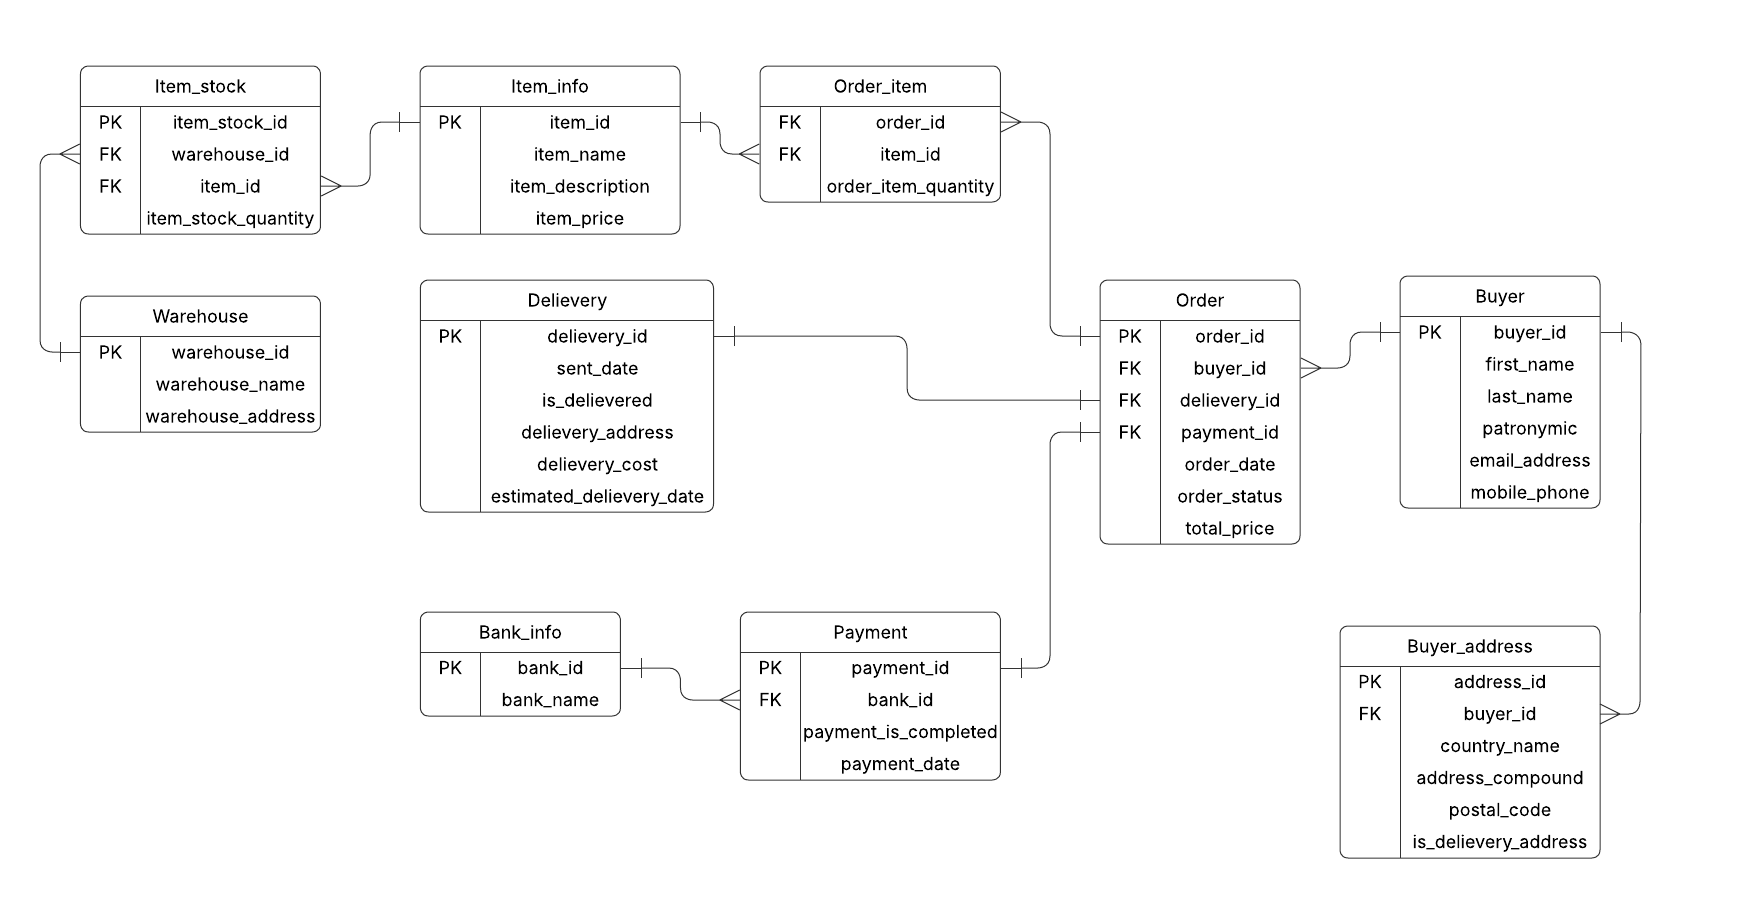 Item_stock
PK item_stock_id
FK warehouse_id
FK item_id
item_stock_quantity
Item_info
PK item_id
item_name
item_description
item_price
Order_item
FK order_id
FK item_id
order_item_quantity
Warehouse
PK warehouse_id
warehouse_name
warehouse_address
Delievery
PK delievery_id
sent_date
is_delievered
delievery_address
delievery_cost
estimated_delievery_date
Order
PK order_id
FK buyer_id
FK delievery_id
FK payment_id
order_date
order_status
total_price
Buyer
PK buyer_id
first_name
last_name
patronymic
email_address
mobile_phone
Bank_info
PK bank_id
bank_name
Payment
PK payment_id
FK bank_id
payment_is_completed
payment_date
Buyer_address
PK address_id
FK buyer_id
country_name
address_compound
postal_code
is_delievery_address